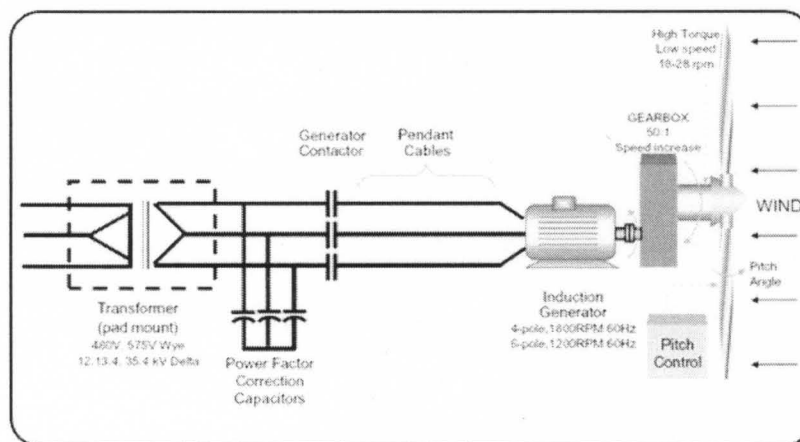 High Torque
Low speed
18-28 rpm
GEARBOX
50:1
Speed increase
Generator
Contactor
Pendant
Cables
WIND
Pitch
Angle
Transformer
(pad mount)
480V, 575V Wye
12,13.4, 35.4 kV Delta
Induction
Generator
4-pole,1800RPM 60Hz
6-pole,1200RPM 60Hz
Pitch
Control
Power Factor
Correction
Capacitors